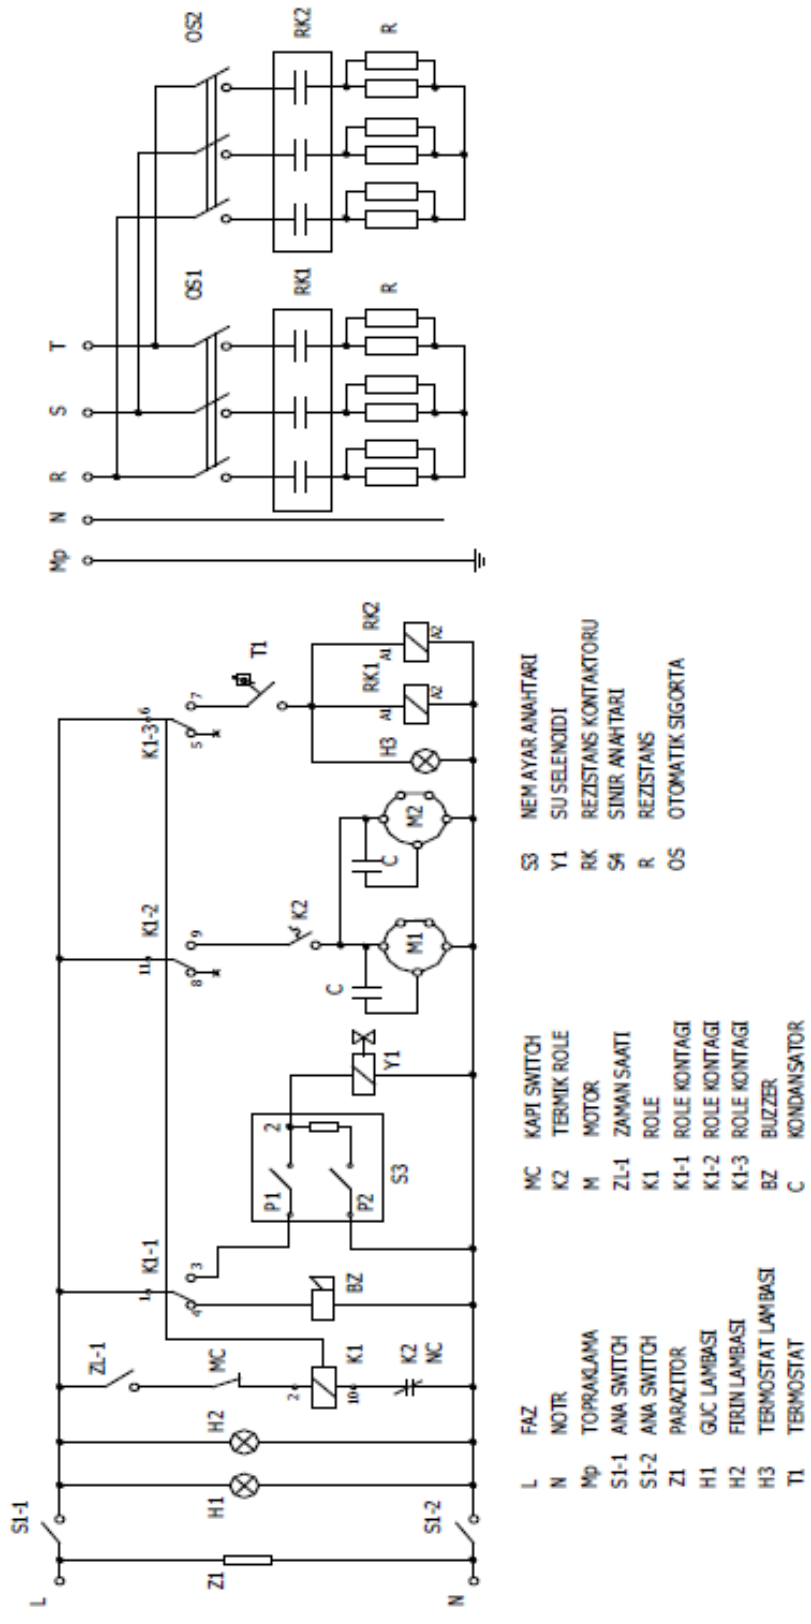 S1-1
L
Z1
H1
H2
ZL-1
MC
2
K1
10
K2
NC
K1-1
1
4
3
BZ
P1
2
P2
S3
Y1
K1-2
11
8
9
K2
C
M1
C
M2
K1-3
6
5
7
T1
H3
RK1
A1
A2
RK2
A1
A2
S1-2
N
Mp
N
R
S
T
OS1
RK1
R
OS2
RK2
R
L FAZ
N NOTR
Mp TOPRAKLAMA
S1-1 ANA SWITCH
S1-2 ANA SWITCH
Z1 PARAZITOR
H1 GUC LAMBASI
H2 FIRIN LAMBASI
H3 TERMOSTAT LAMBASI
T1 TERMOSTAT
MC KAPI SWITCH
K2 TERMIK ROLE
M MOTOR
ZL-1 ZAMAN SAATI
K1 ROLE
K1-1 ROLE KONTAGI
K1-2 ROLE KONTAGI
K1-3 ROLE KONTAGI
BZ BUZZER
C KONDANSATOR
S3 NEM AYAR ANAHTARI
Y1 SU SELENOIDI
RK REZISTANS KONTAKTORU
S4 SINIR ANAHTARI
R REZISTANS
OS OTOMATIK SIGORTA